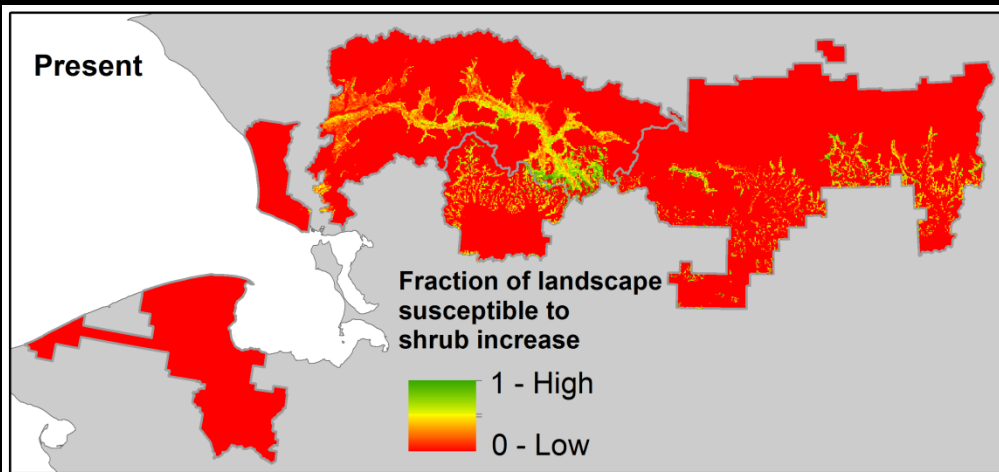 Present
Fraction of landscape
susceptible to
shrub increase
1 - High
0 - Low